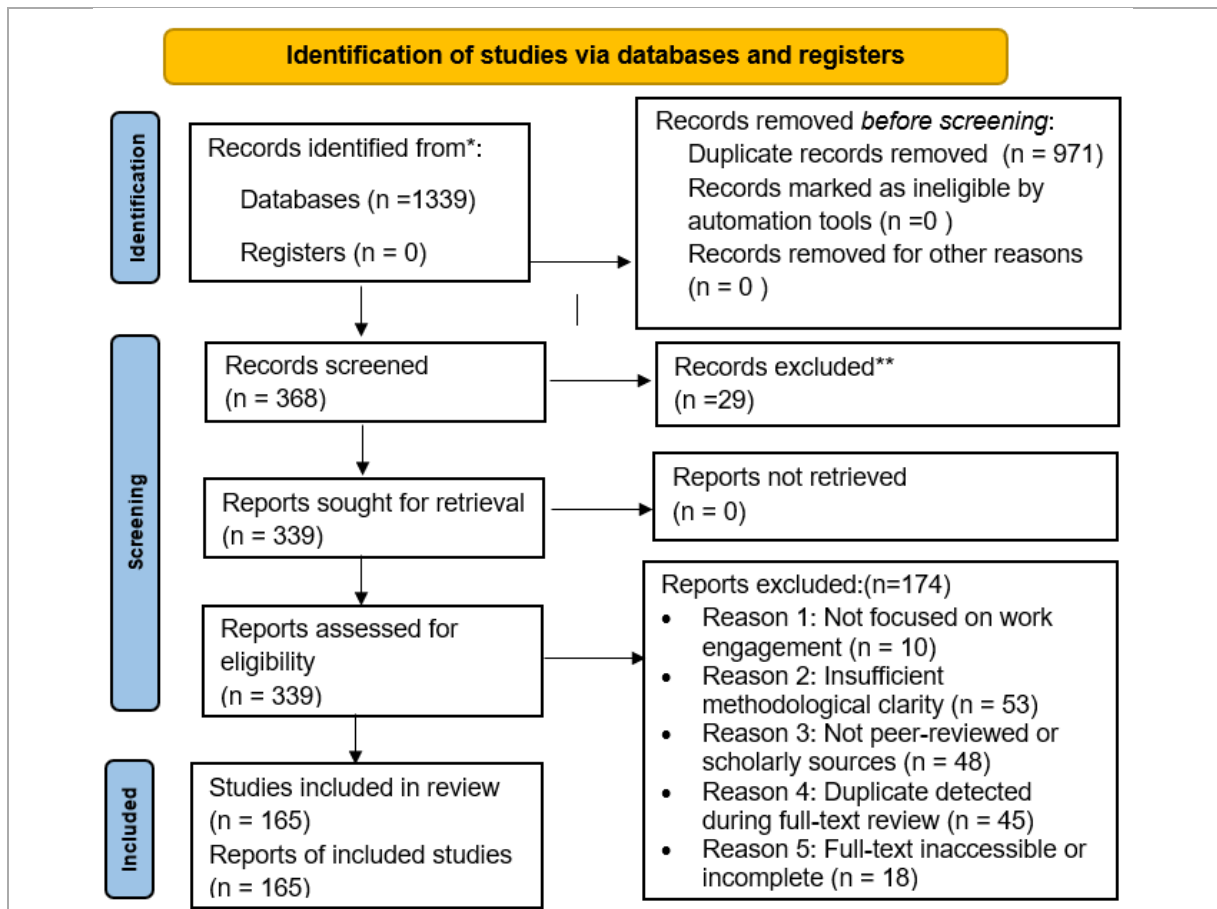 Identification of studies via databases and registers
Identification
Records identified from*:
Databases (n =1339)
Registers (n = 0)
Records removed before screening:
Duplicate records removed (n = 971)
Records marked as ineligible by
automation tools (n =0 )
Records removed for other reasons
(n = 0 )
Screening
Records screened
(n = 368)
Records excluded**
(n =29)
Reports sought for retrieval
(n = 339)
Reports not retrieved
(n = 0)
Reports assessed for
eligibility
(n = 339)
Reports excluded:(n=174)
• Reason 1: Not focused on work
engagement (n = 10)
• Reason 2: Insufficient
methodological clarity (n = 53)
• Reason 3: Not peer-reviewed or
scholarly sources (n = 48)
• Reason 4: Duplicate detected
during full-text review (n = 45)
• Reason 5: Full-text inaccessible or
incomplete (n = 18)
Included
Studies included in review
(n = 165)
Reports of included studies
(n = 165)